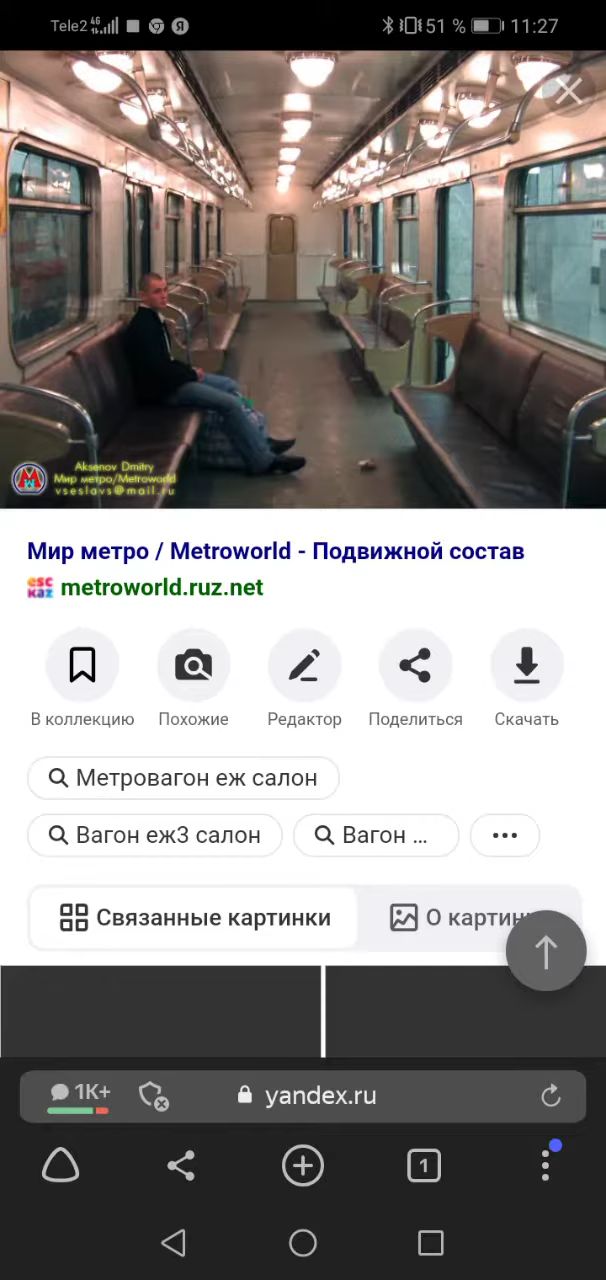 Tele2 4G 51 % 11:27
Aksenov Dmitry
Мир метро/Metroworld
vseslavs@mail.ru
Мир метро / Metroworld - Подвижной состав
esc kaz metroworld.ruz.net
В коллекцию Похожие Редактор Поделиться Скачать
Метровагон еж салон
Вагон еж3 салон Вагон ... ...
Связанные картинки О картин
1K+ yandex.ru
1